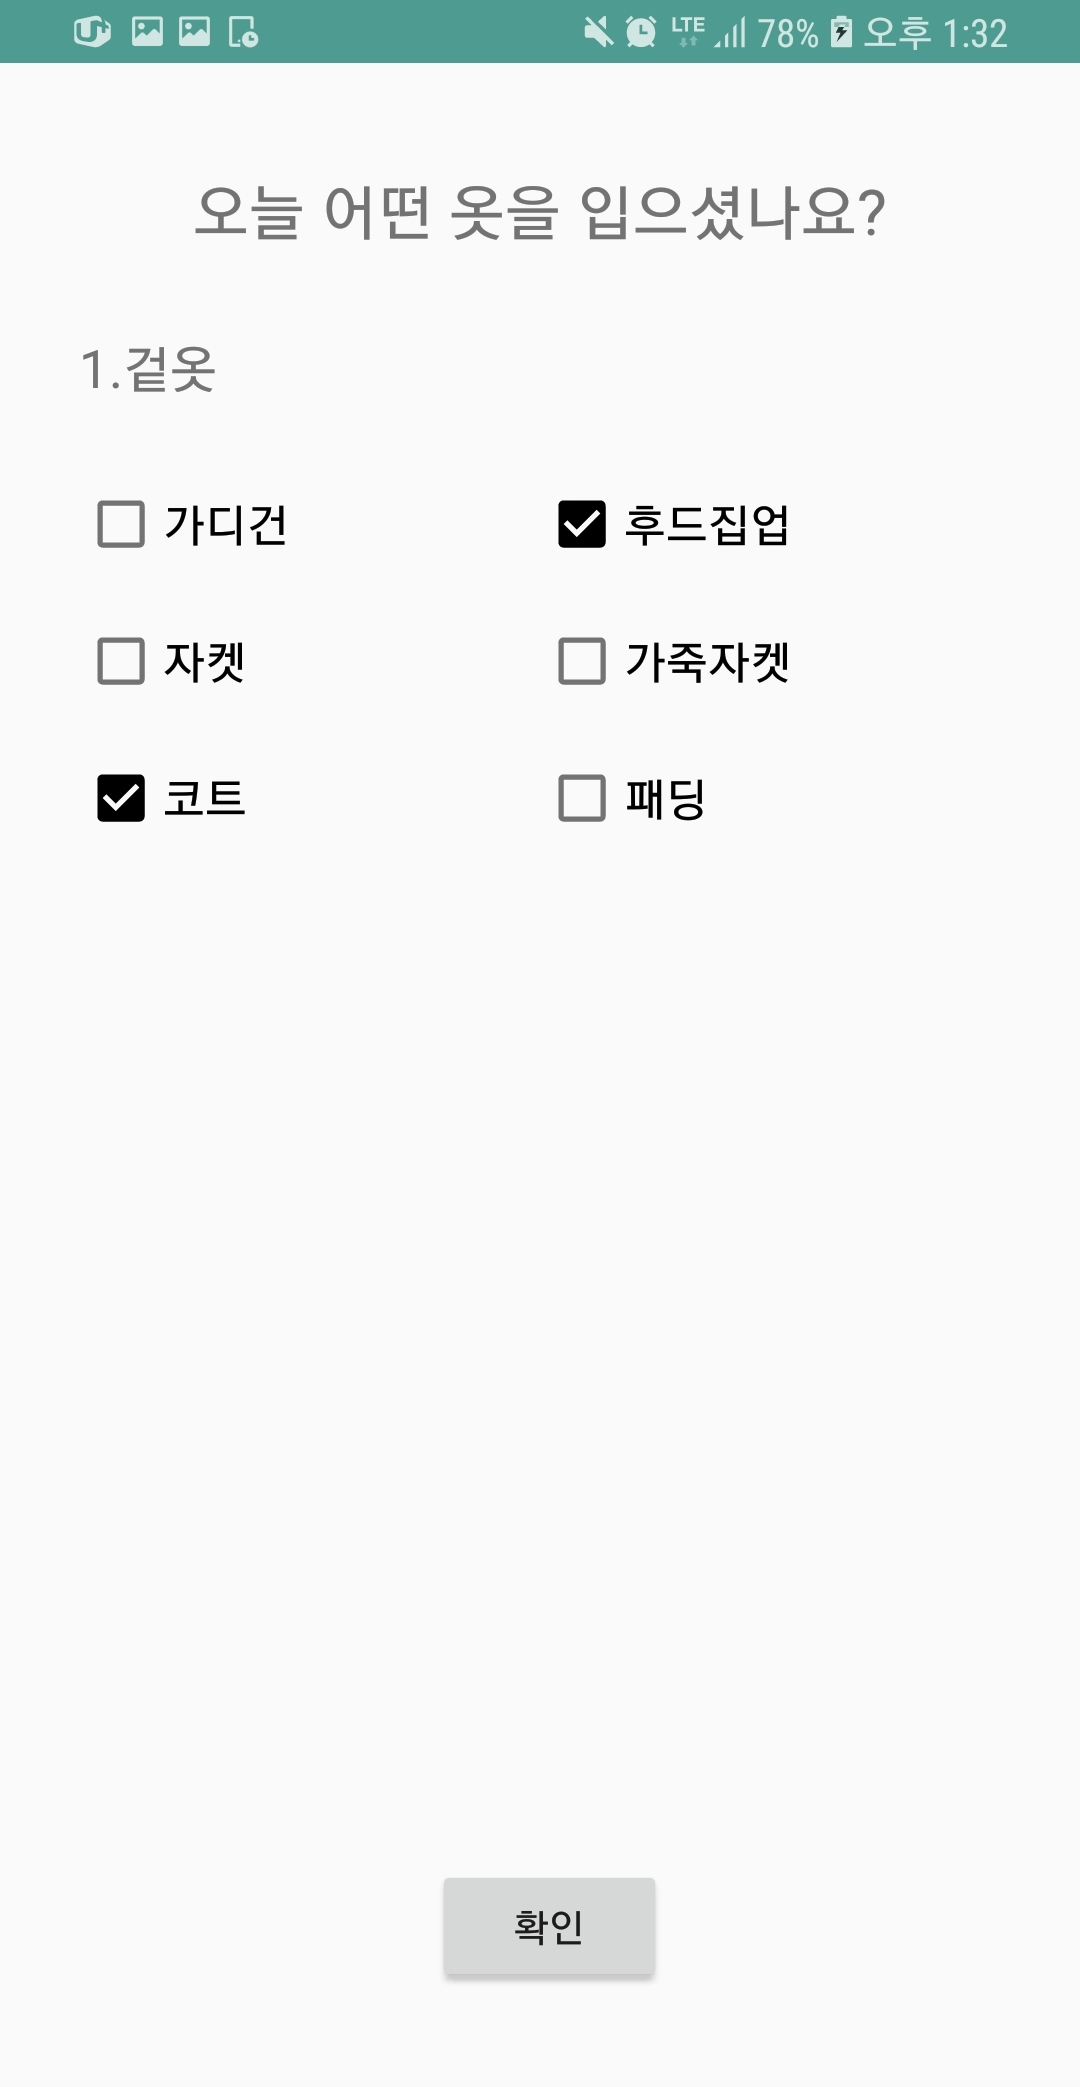 LTE 78% 오후 1:32
오늘 어떤 옷을 입으셨나요?
1.겉옷
가디건 후드집업
자켓 가죽자켓
코트 패딩
확인